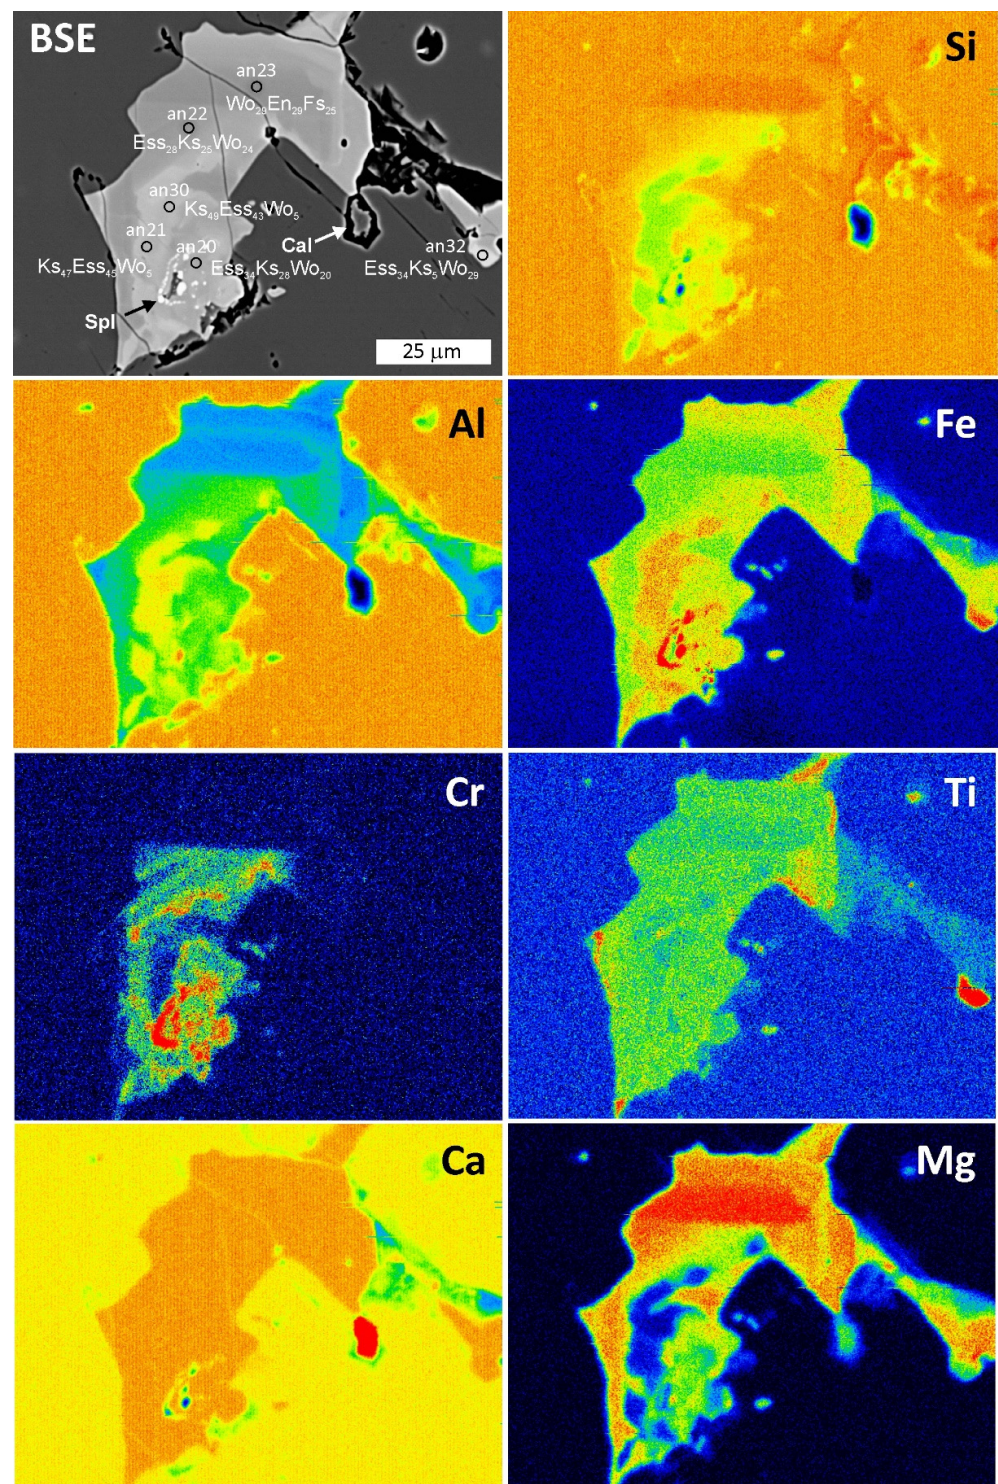 BSE
Si
an23
Wo₂₉En₂₉Fs₂₅
an22
Ess₂₈Ks₂₅Wo₂₄
an30
Ks₄₉Ess₄₃Wo₅
an21
an20
Cal
an32
Ks₄₇Ess₄₅Wo₅
Ess₃₄Ks₂₈Wo₂₀
Ess₃₄Ks₅Wo₂₉
Spl
25 μm
Al
Fe
Cr
Ti
Ca
Mg